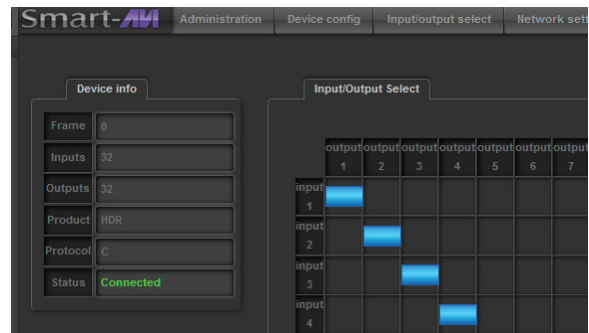 Smart-AVI Administration Device config Input/output select Network sett
Device info
Frame 0
Inputs 32
Outputs 32
Product HDR
Protocol C
Status Connected
Input/Output Select
output output output output output output output
1 2 3 4 5 6 7
input
1
input
2
input
3
input
4